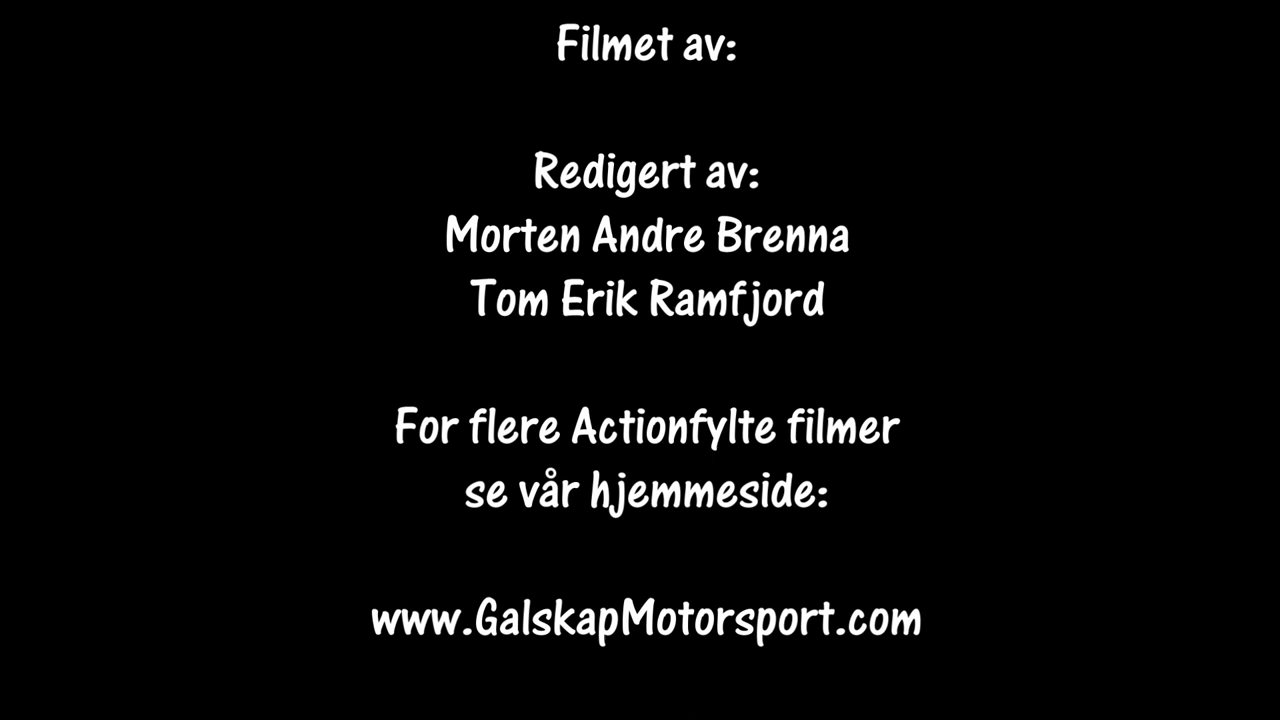 Filmet av:
Redigert av:
Morten Andre Brenna
Tom Erik Ramfjord
For flere Actionfylte filmer
se vår hjemmeside:
www.GalskapMotorsport.com